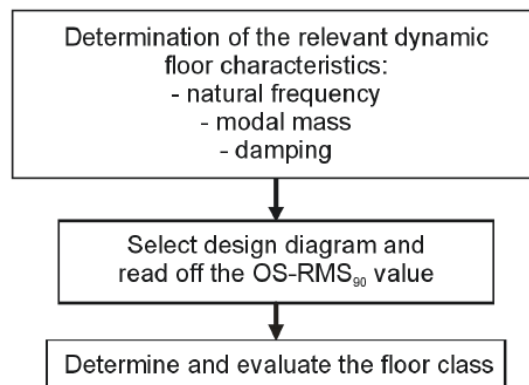 Determination of the relevant dynamic
floor characteristics:
- natural frequency
- modal mass
- damping
Select design diagram and
read off the OS-RMS₉₀ value
Determine and evaluate the floor class